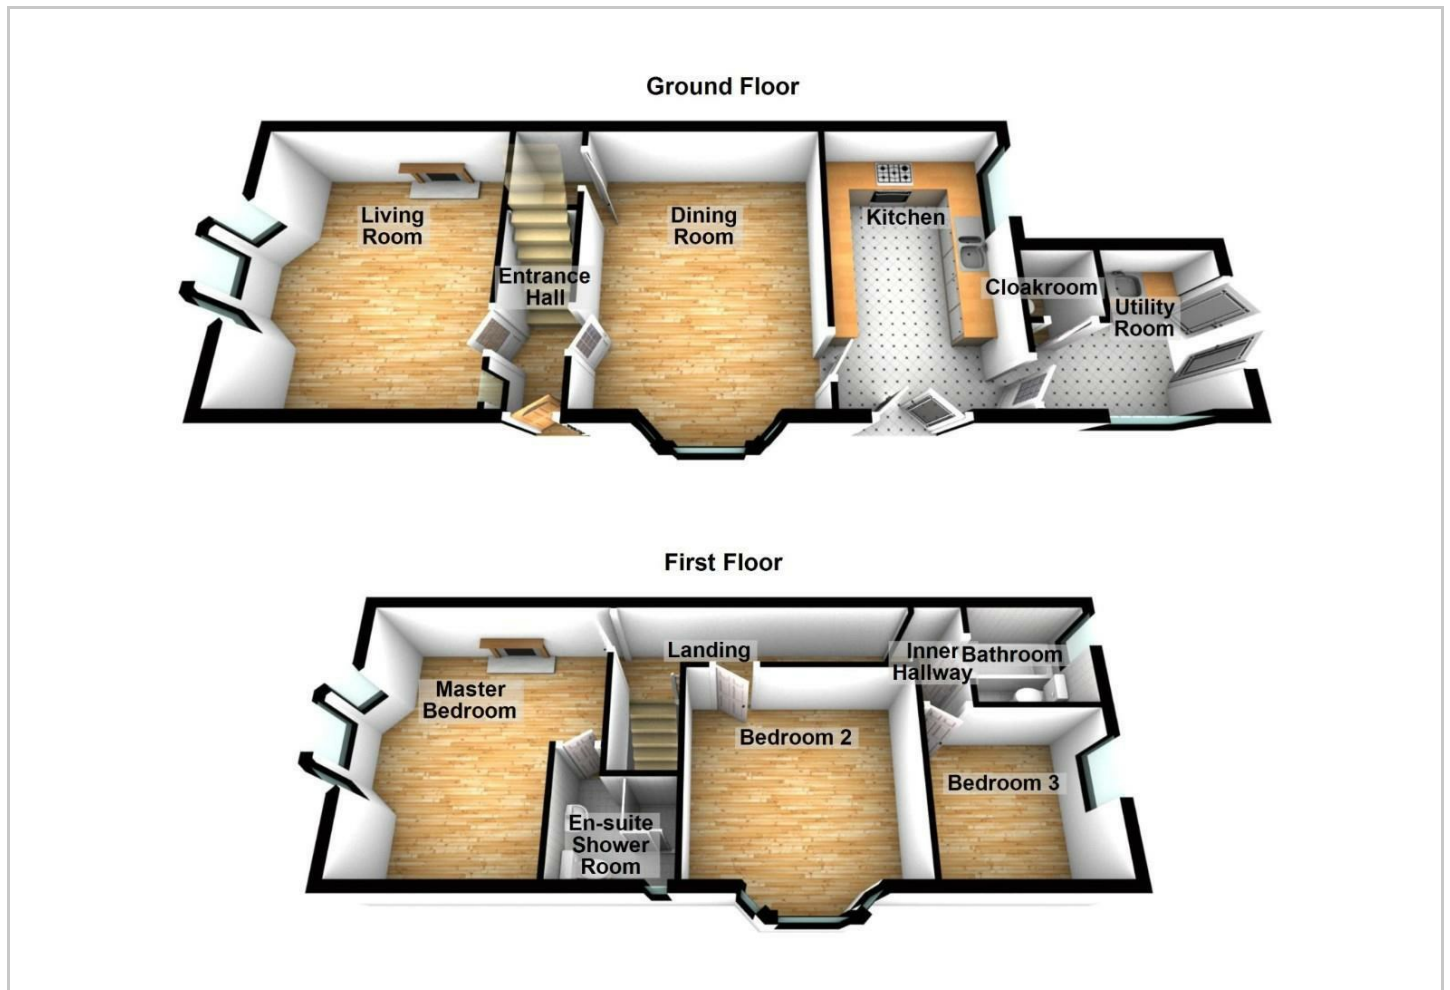 Ground Floor
Living
Room
Dining
Room
Kitchen
Entrance
Hall
Cloakroom
Utility
Room
First Floor
Landing
Inner
Hallway
Bathroom
Master
Bedroom
Bedroom 2
Bedroom 3
En-suite
Shower
Room